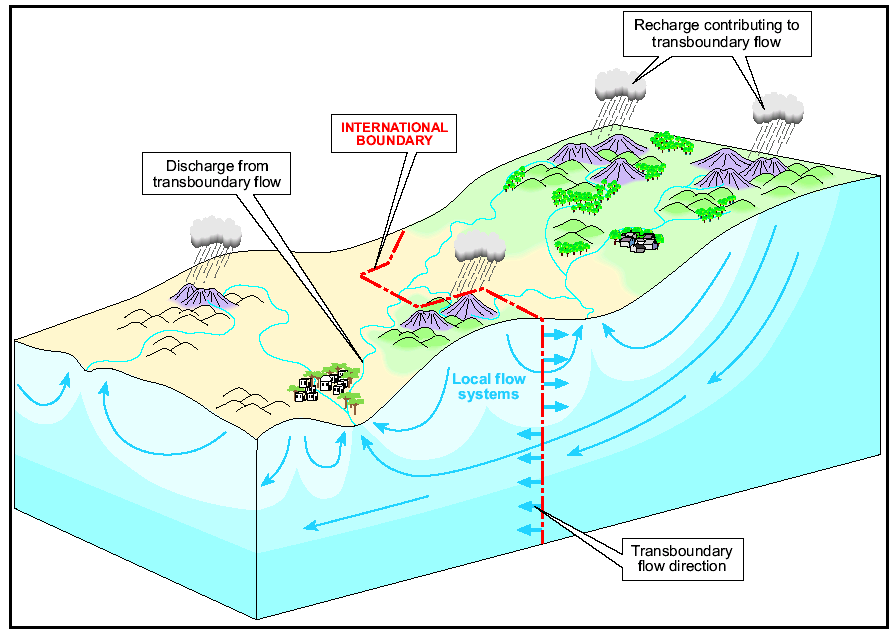 Recharge contributing to
transboundary flow
INTERNATIONAL
BOUNDARY
Discharge from
transboundary flow
Local flow
systems
Transboundary
flow direction